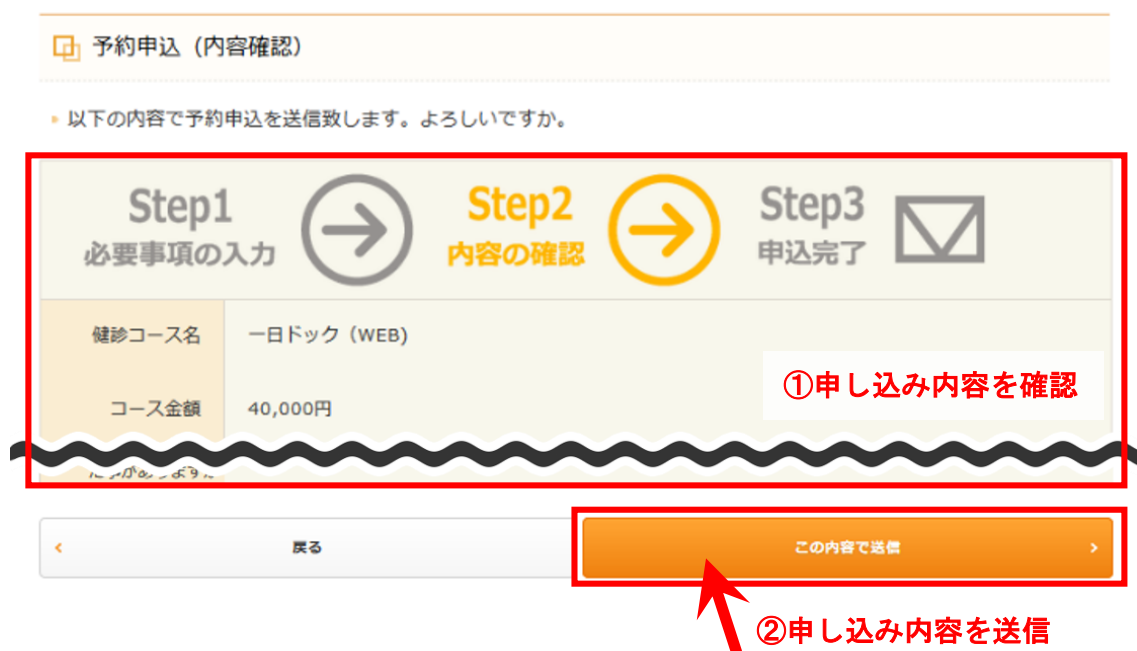 予約申込（内容確認）
以下の内容で予約申込を送信致します。よろしいですか。
Step1
必要事項の入力
Step2
内容の確認
Step3
申込完了
健診コース名
一日ドック（WEB)
①申し込み内容を確認
コース金額
40,000円
戻る
この内容で送信
②申し込み内容を送信